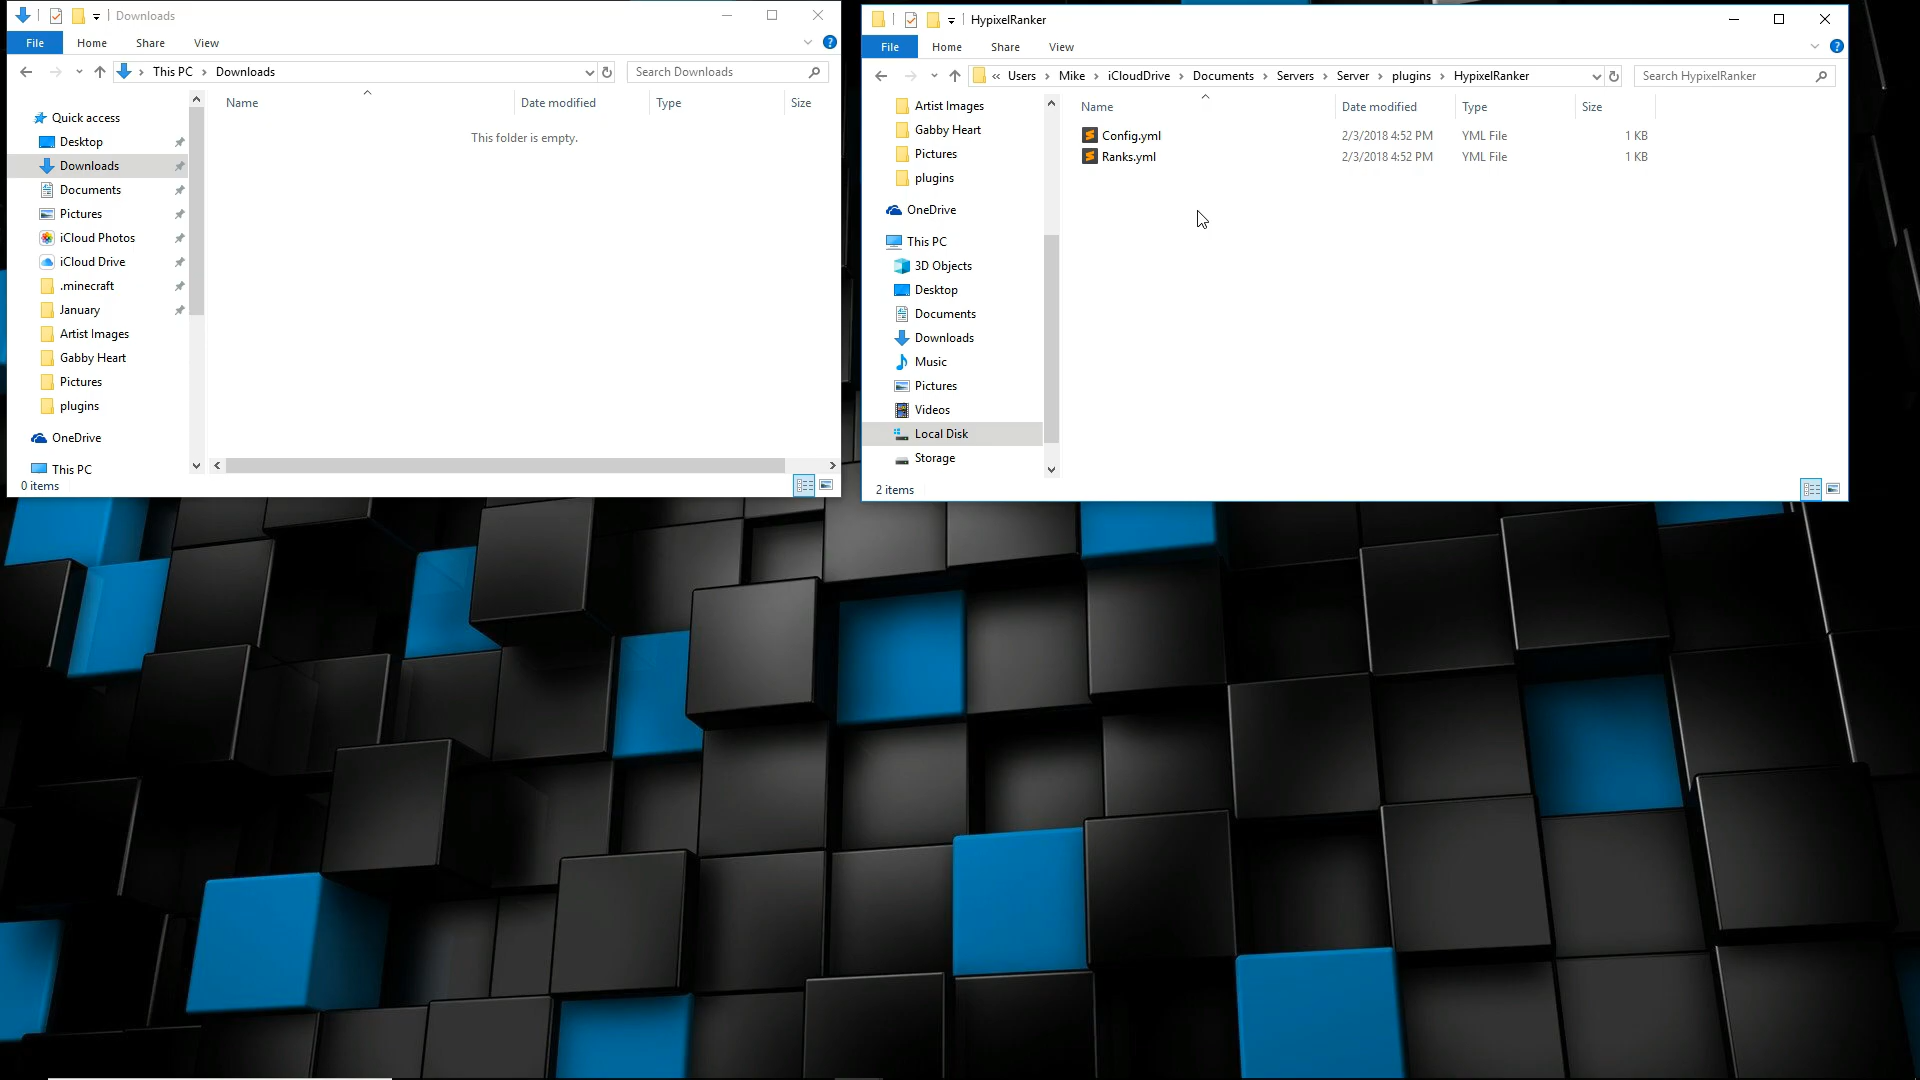 Downloads
File Home Share View
This PC Downloads
Search Downloads
Name Date modified Type Size
This folder is empty.
Quick access
Desktop
Downloads
Documents
Pictures
iCloud Photos
iCloud Drive
.minecraft
January
Artist Images
Gabby Heart
Pictures
plugins
OneDrive
This PC
0 items
HypixelRanker
File Home Share View
« Users Mike iCloudDrive Documents Servers Server plugins HypixelRanker
Search HypixelRanker
Name Date modified Type Size
Config.yml 2/3/2018 4:52 PM YML File 1 KB
Ranks.yml 2/3/2018 4:52 PM YML File 1 KB
Artist Images
Gabby Heart
Pictures
plugins
OneDrive
This PC
3D Objects
Desktop
Documents
Downloads
Music
Pictures
Videos
Local Disk
Storage
2 items